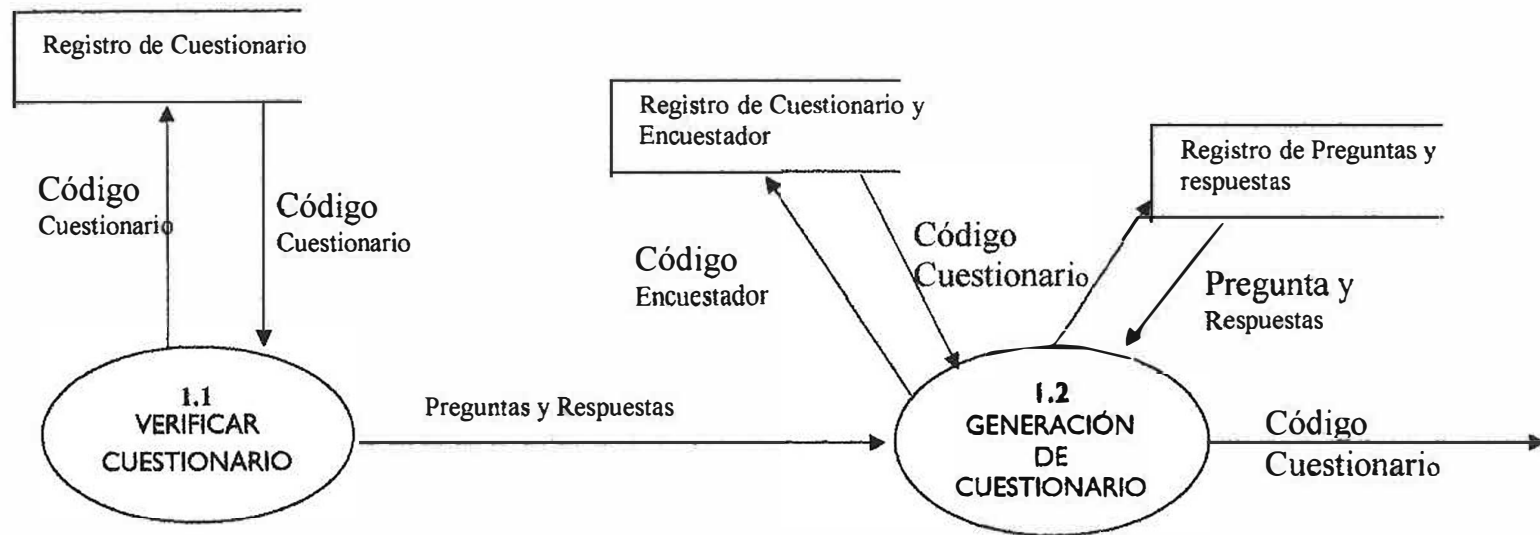 Registro de Cuestionario
Registro de Cuestionario y
Encuestador
Registro de Preguntas y
respuestas
Código
Cuestionario
Código
Cuestionario
Código
Encuestador
Código
Cuestionario
Pregunta y
Respuestas
1.1
VERIFICAR
CUESTIONARIO
Preguntas y Respuestas
1.2
GENERACIÓN
DE
CUESTIONARIO
Código
Cuestionario